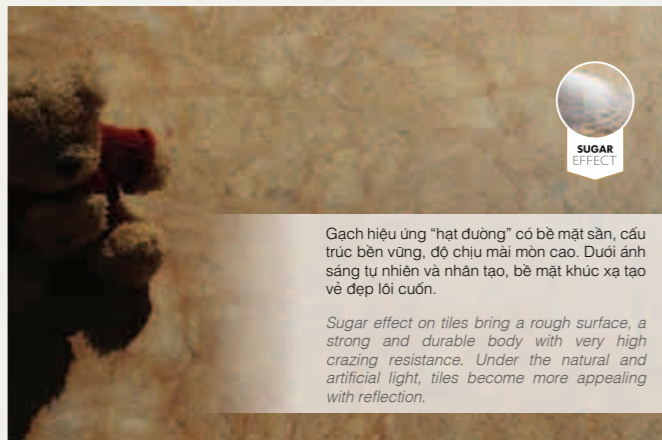 SUGAR
EFFECT
Gạch hiệu ứng “hạt đường” có bề mặt sần, cấu
trúc bền vững, độ chịu mài mòn cao. Dưới ánh
sáng tự nhiên và nhân tạo, bề mặt khúc xạ tạo
vẻ đẹp lôi cuốn.
Sugar effect on tiles bring a rough surface, a
strong and durable body with very high
crazing resistance. Under the natural and
artificial light, tiles become more appealing
with reflection.